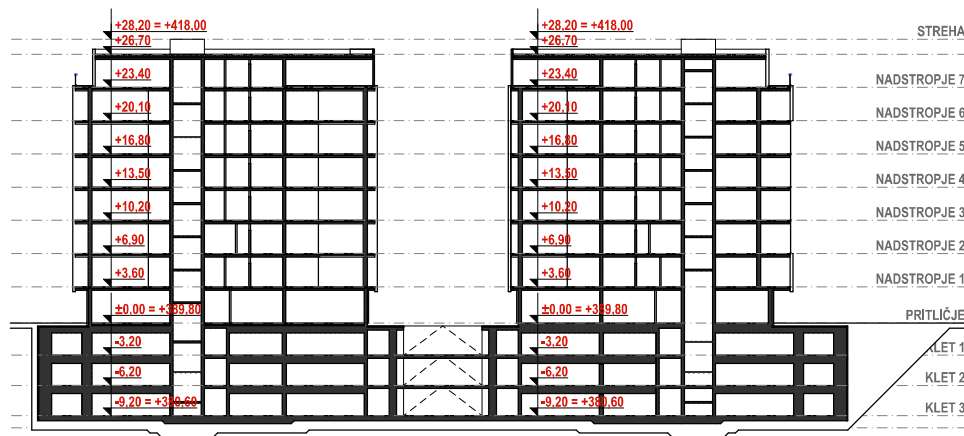 +28,20 = +418,00 +28,20 = +418,00 STREHA
+26,70 +26,70
+23,40 +23,40 NADSTROPJE 7
+20,10 +20,10 NADSTROPJE 6
+16,80 +16,80 NADSTROPJE 5
+13,50 +13,50 NADSTROPJE 4
+10,20 +10,20 NADSTROPJE 3
+6,90 +6,90 NADSTROPJE 2
+3,60 +3,60 NADSTROPJE 1
±0,00 = +389,80 ±0,00 = +389,80 PRITLIČJE
-3,20 -3,20 KLET 1
-6,20 -6,20 KLET 2
-9,20 = +380,60 -9,20 = +380,60 KLET 3